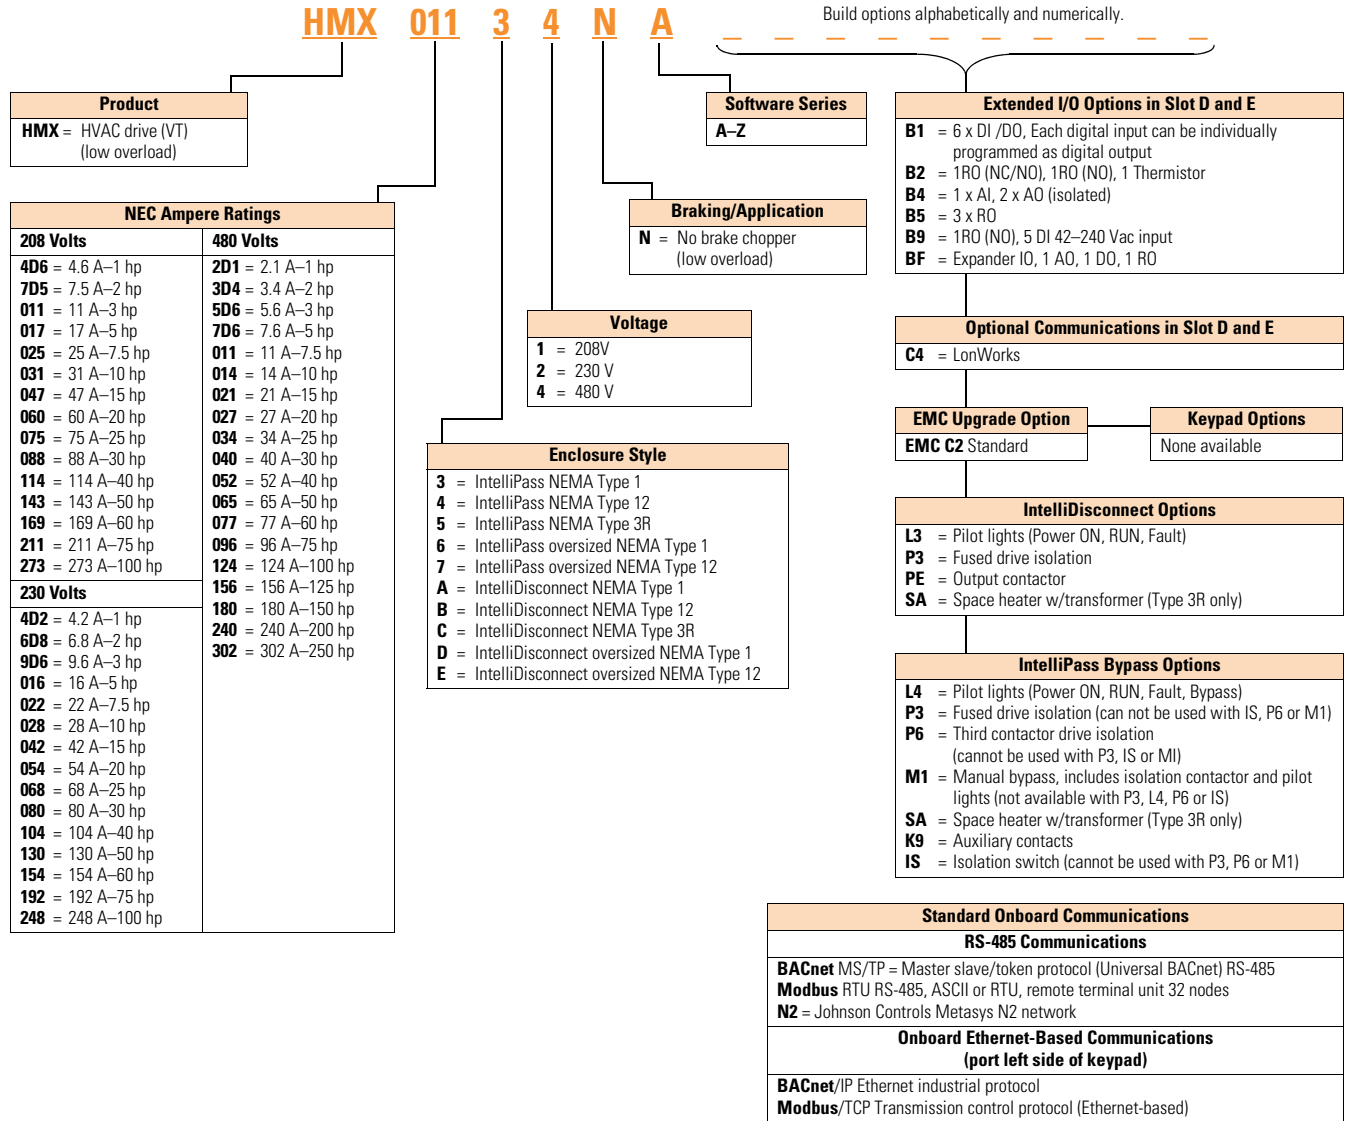 HMX 011 3 4 N A _ _ _ _ _ _ _ _ _ _
Build options alphabetically and numerically.
Product
HMX = HVAC drive (VT)
(low overload)
NEC Ampere Ratings
208 Volts
4D6 = 4.6 A–1 hp
7D5 = 7.5 A–2 hp
011 = 11 A–3 hp
017 = 17 A–5 hp
025 = 25 A–7.5 hp
031 = 31 A–10 hp
047 = 47 A–15 hp
060 = 60 A–20 hp
075 = 75 A–25 hp
088 = 88 A–30 hp
114 = 114 A–40 hp
143 = 143 A–50 hp
169 = 169 A–60 hp
211 = 211 A–75 hp
273 = 273 A–100 hp
230 Volts
4D2 = 4.2 A–1 hp
6D8 = 6.8 A–2 hp
9D6 = 9.6 A–3 hp
016 = 16 A–5 hp
022 = 22 A–7.5 hp
028 = 28 A–10 hp
042 = 42 A–15 hp
054 = 54 A–20 hp
068 = 68 A–25 hp
080 = 80 A–30 hp
104 = 104 A–40 hp
130 = 130 A–50 hp
154 = 154 A–60 hp
192 = 192 A–75 hp
248 = 248 A–100 hp
480 Volts
2D1 = 2.1 A–1 hp
3D4 = 3.4 A–2 hp
5D6 = 5.6 A–3 hp
7D6 = 7.6 A–5 hp
011 = 11 A–7.5 hp
014 = 14 A–10 hp
021 = 21 A–15 hp
027 = 27 A–20 hp
034 = 34 A–25 hp
040 = 40 A–30 hp
052 = 52 A–40 hp
065 = 65 A–50 hp
077 = 77 A–60 hp
096 = 96 A–75 hp
124 = 124 A–100 hp
156 = 156 A–125 hp
180 = 180 A–150 hp
240 = 240 A–200 hp
302 = 302 A–250 hp
Enclosure Style
3 = IntelliPass NEMA Type 1
4 = IntelliPass NEMA Type 12
5 = IntelliPass NEMA Type 3R
6 = IntelliPass oversized NEMA Type 1
7 = IntelliPass oversized NEMA Type 12
A = IntelliDisconnect NEMA Type 1
B = IntelliDisconnect NEMA Type 12
C = IntelliDisconnect NEMA Type 3R
D = IntelliDisconnect oversized NEMA Type 1
E = IntelliDisconnect oversized NEMA Type 12
Voltage
1 = 208V
2 = 230 V
4 = 480 V
Braking/Application
N = No brake chopper
(low overload)
Software Series
A–Z
Extended I/O Options in Slot D and E
B1 = 6 x DI /DO, Each digital input can be individually
programmed as digital output
B2 = 1RO (NC/NO), 1RO (NO), 1 Thermistor
B4 = 1 x AI, 2 x AO (isolated)
B5 = 3 x RO
B9 = 1RO (NO), 5 DI 42–240 Vac input
BF = Expander IO, 1 AO, 1 DO, 1 RO
Optional Communications in Slot D and E
C4 = LonWorks
EMC Upgrade Option
EMC C2 Standard
Keypad Options
None available
IntelliDisconnect Options
L3 = Pilot lights (Power ON, RUN, Fault)
P3 = Fused drive isolation
PE = Output contactor
SA = Space heater w/transformer (Type 3R only)
IntelliPass Bypass Options
L4 = Pilot lights (Power ON, RUN, Fault, Bypass)
P3 = Fused drive isolation (can not be used with IS, P6 or M1)
P6 = Third contactor drive isolation
(cannot be used with P3, IS or MI)
M1 = Manual bypass, includes isolation contactor and pilot
lights (not available with P3, L4, P6 or IS)
SA = Space heater w/transformer (Type 3R only)
K9 = Auxiliary contacts
IS = Isolation switch (cannot be used with P3, P6 or M1)
Standard Onboard Communications
RS-485 Communications
BACnet MS/TP = Master slave/token protocol (Universal BACnet) RS-485
Modbus RTU RS-485, ASCII or RTU, remote terminal unit 32 nodes
N2 = Johnson Controls Metasys N2 network
Onboard Ethernet-Based Communications
(port left side of keypad)
BACnet/IP Ethernet industrial protocol
Modbus/TCP Transmission control protocol (Ethernet-based)